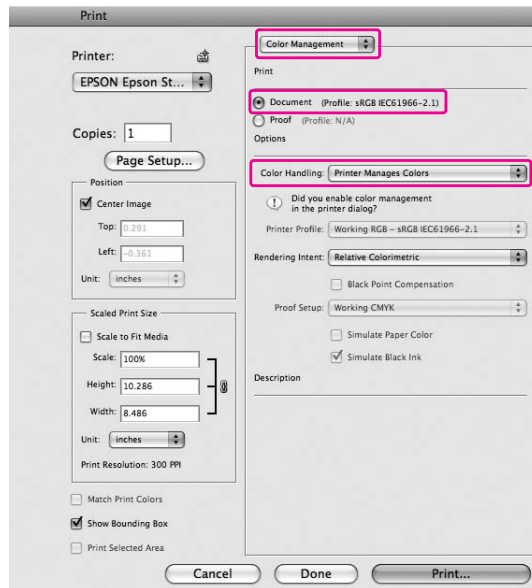 Print
Printer:
EPSON Epson St...
Copies: 1
Page Setup...
Position
Center Image
Top: 0.291
Left: -0.361
Unit: inches
Scaled Print Size
Scale to Fit Media
Scale: 100%
Height: 10.286
Width: 8.486
Unit: inches
Print Resolution: 300 PPI
Match Print Colors
Show Bounding Box
Print Selected Area
Color Management
Print
Document (Profile: sRGB IEC61966-2.1)
Proof (Profile: N/A)
Options
Color Handling: Printer Manages Colors
Did you enable color management
in the printer dialog?
Printer Profile: Working RGB - sRGB IEC61966-2.1
Rendering Intent: Relative Colorimetric
Black Point Compensation
Proof Setup: Working CMYK
Simulate Paper Color
Simulate Black Ink
Description
Cancel
Done
Print...